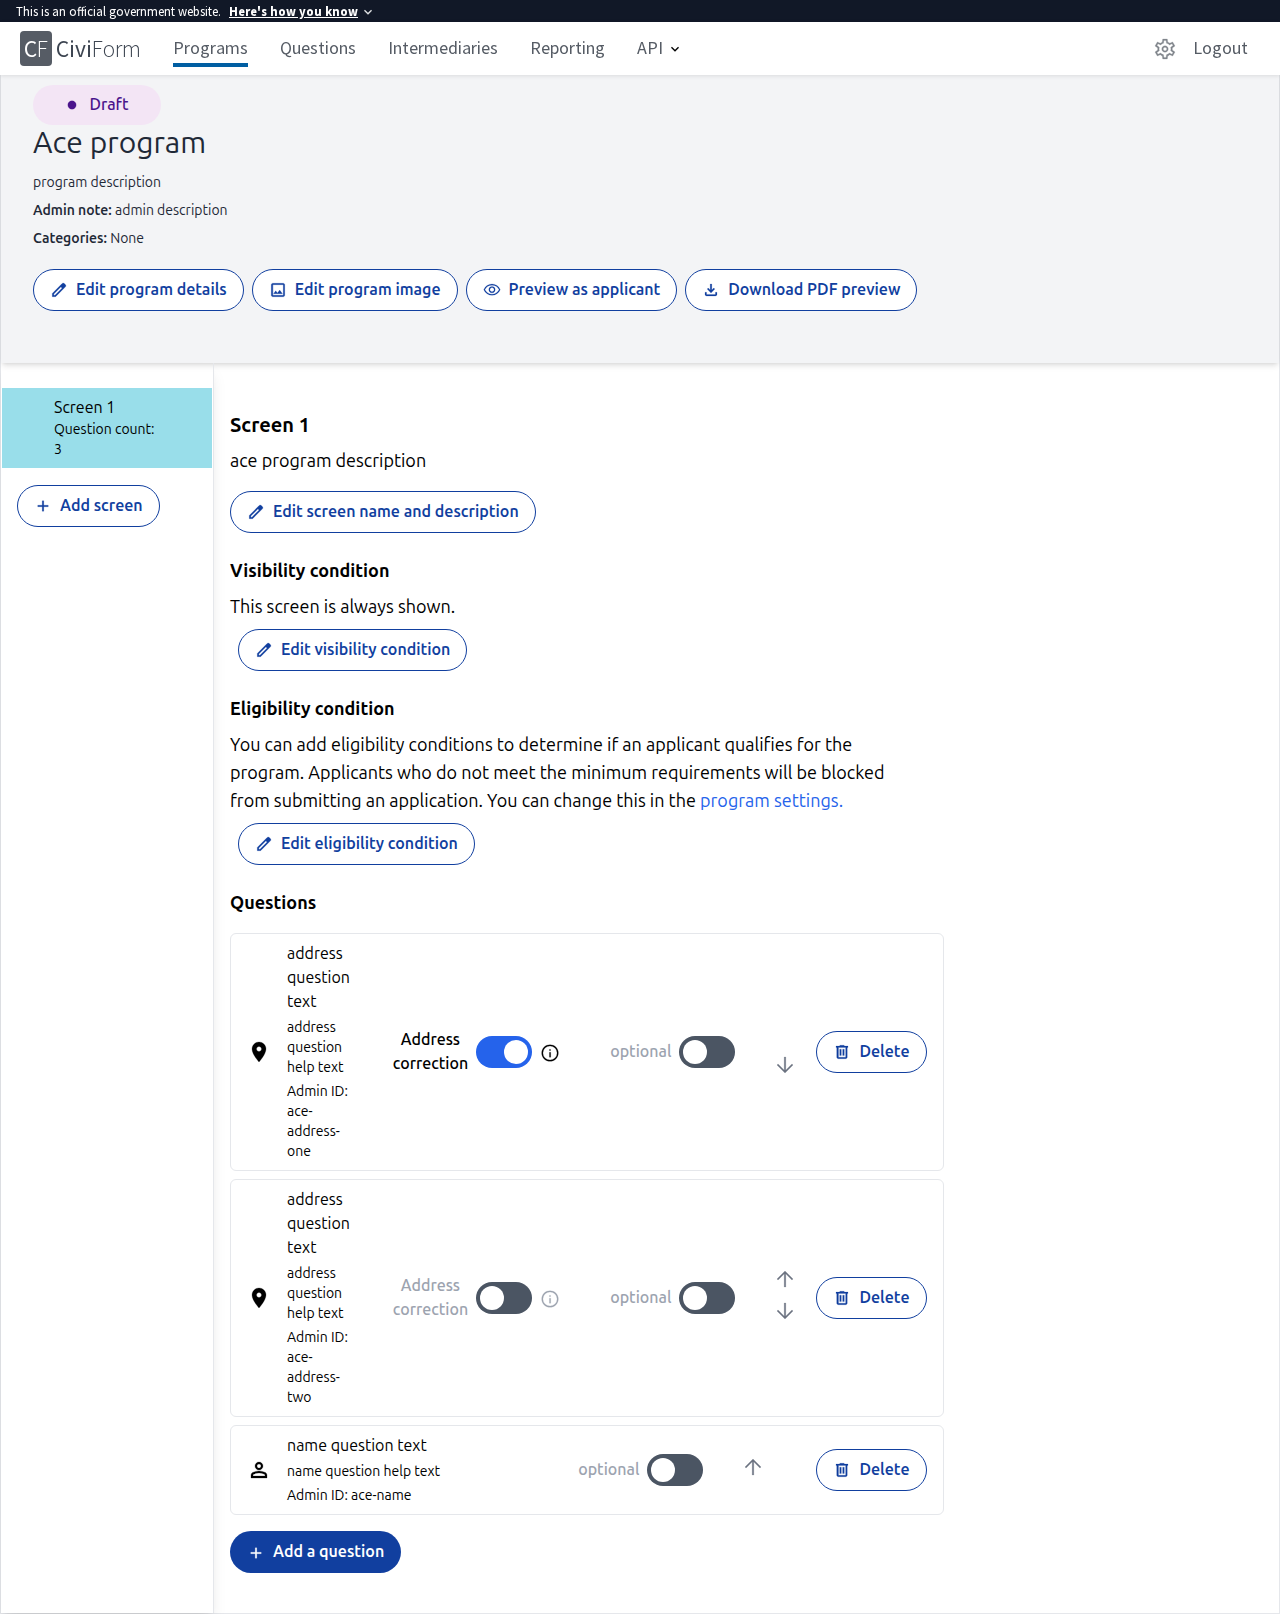 This is an official government website. Here's how you know
CF CiviForm Programs Questions Intermediaries Reporting API Logout
Draft
Ace program
program description
Admin note: admin description
Categories: None
Edit program details Edit program image Preview as applicant Download PDF preview
Screen 1
Question count:
3
Add screen
Screen 1
ace program description
Edit screen name and description
Visibility condition
This screen is always shown.
Edit visibility condition
Eligibility condition
You can add eligibility conditions to determine if an applicant qualifies for the
program. Applicants who do not meet the minimum requirements will be blocked
from submitting an application. You can change this in the program settings.
Edit eligibility condition
Questions
address
question
text
address
question
help text
Admin ID:
ace-
address-
one
Address
correction
optional
Delete
address
question
text
address
question
help text
Admin ID:
ace-
address-
two
Address
correction
optional
Delete
name question text
name question help text
Admin ID: ace-name
optional
Delete
Add a question